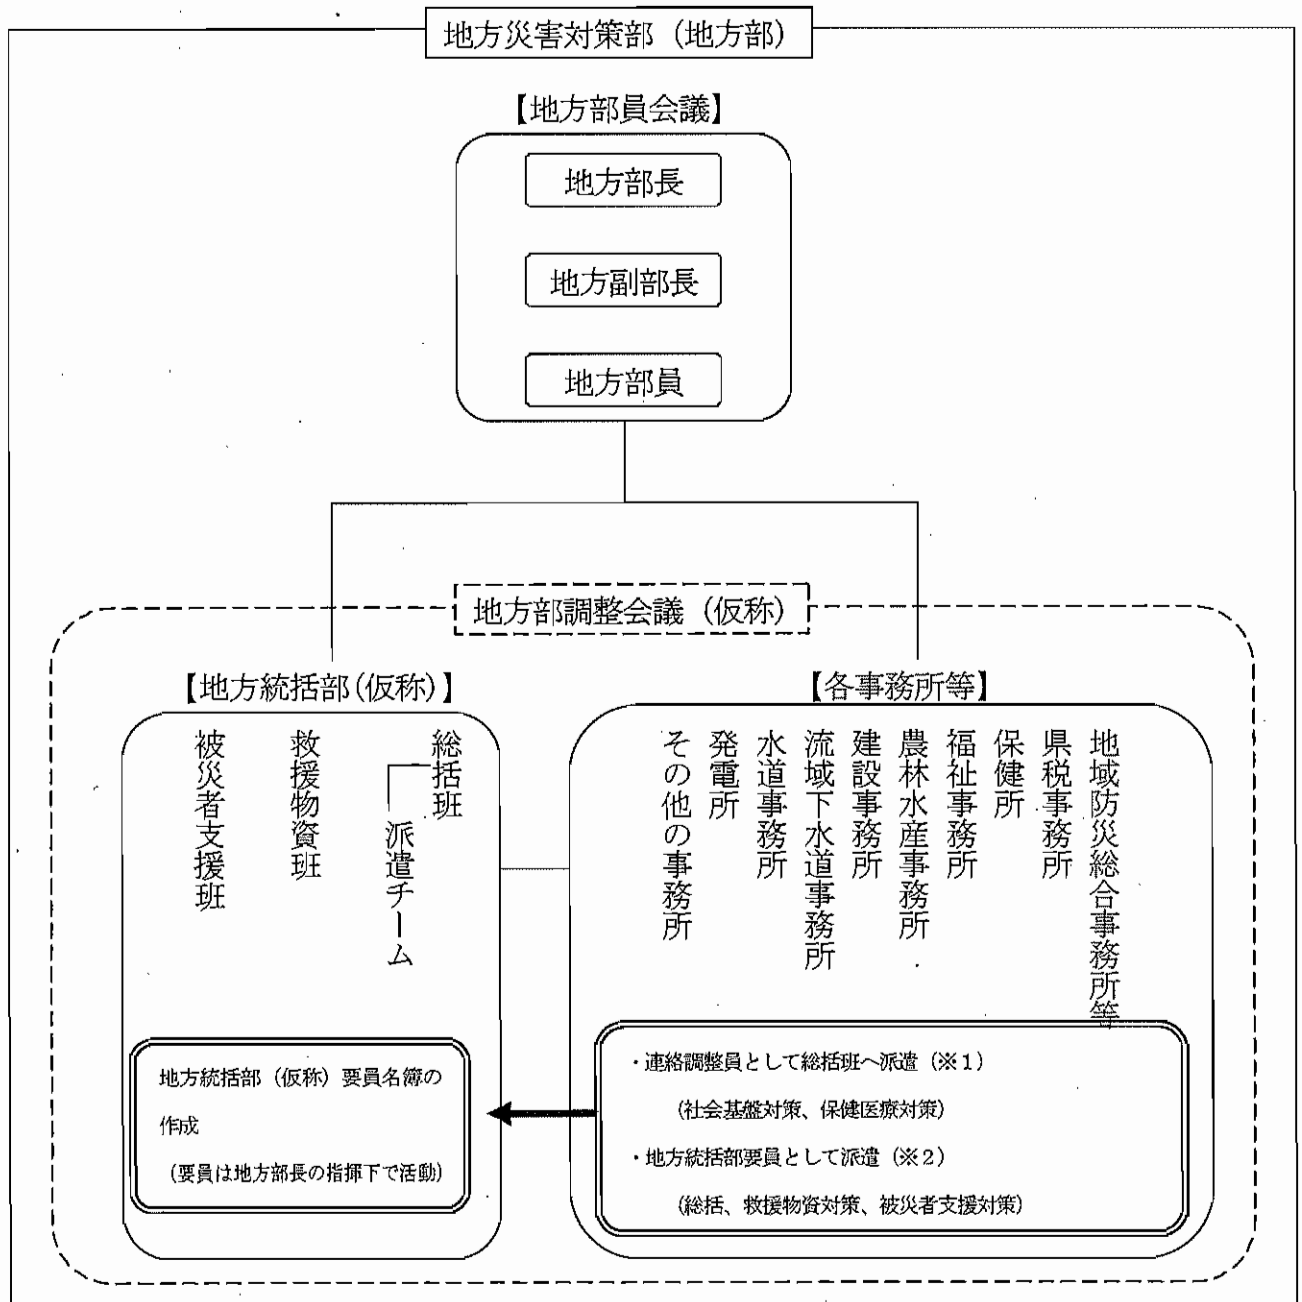 地方災害対策部（地方部）
【地方部員会議】
地方部長
地方副部長
地方部員
地方部調整会議（仮称）
【地方統括部(仮称)】
総括班
派遣チーム
救援物資班
被災者支援班
地方統括部（仮称）要員名簿の
作成
（要員は地方部長の指揮下で活動）
【各事務所等】
地域防災総合事務所等
県税事務所
保健所
福祉事務所
農林水産事務所
建設事務所
流域下水道事務所
水道事務所
発電所
その他の事務所
・連絡調整員として総括班へ派遣（※１）
（社会基盤対策、保健医療対策）
・地方統括部要員として派遣（※２）
（総括、救援物資対策、被災者支援対策）